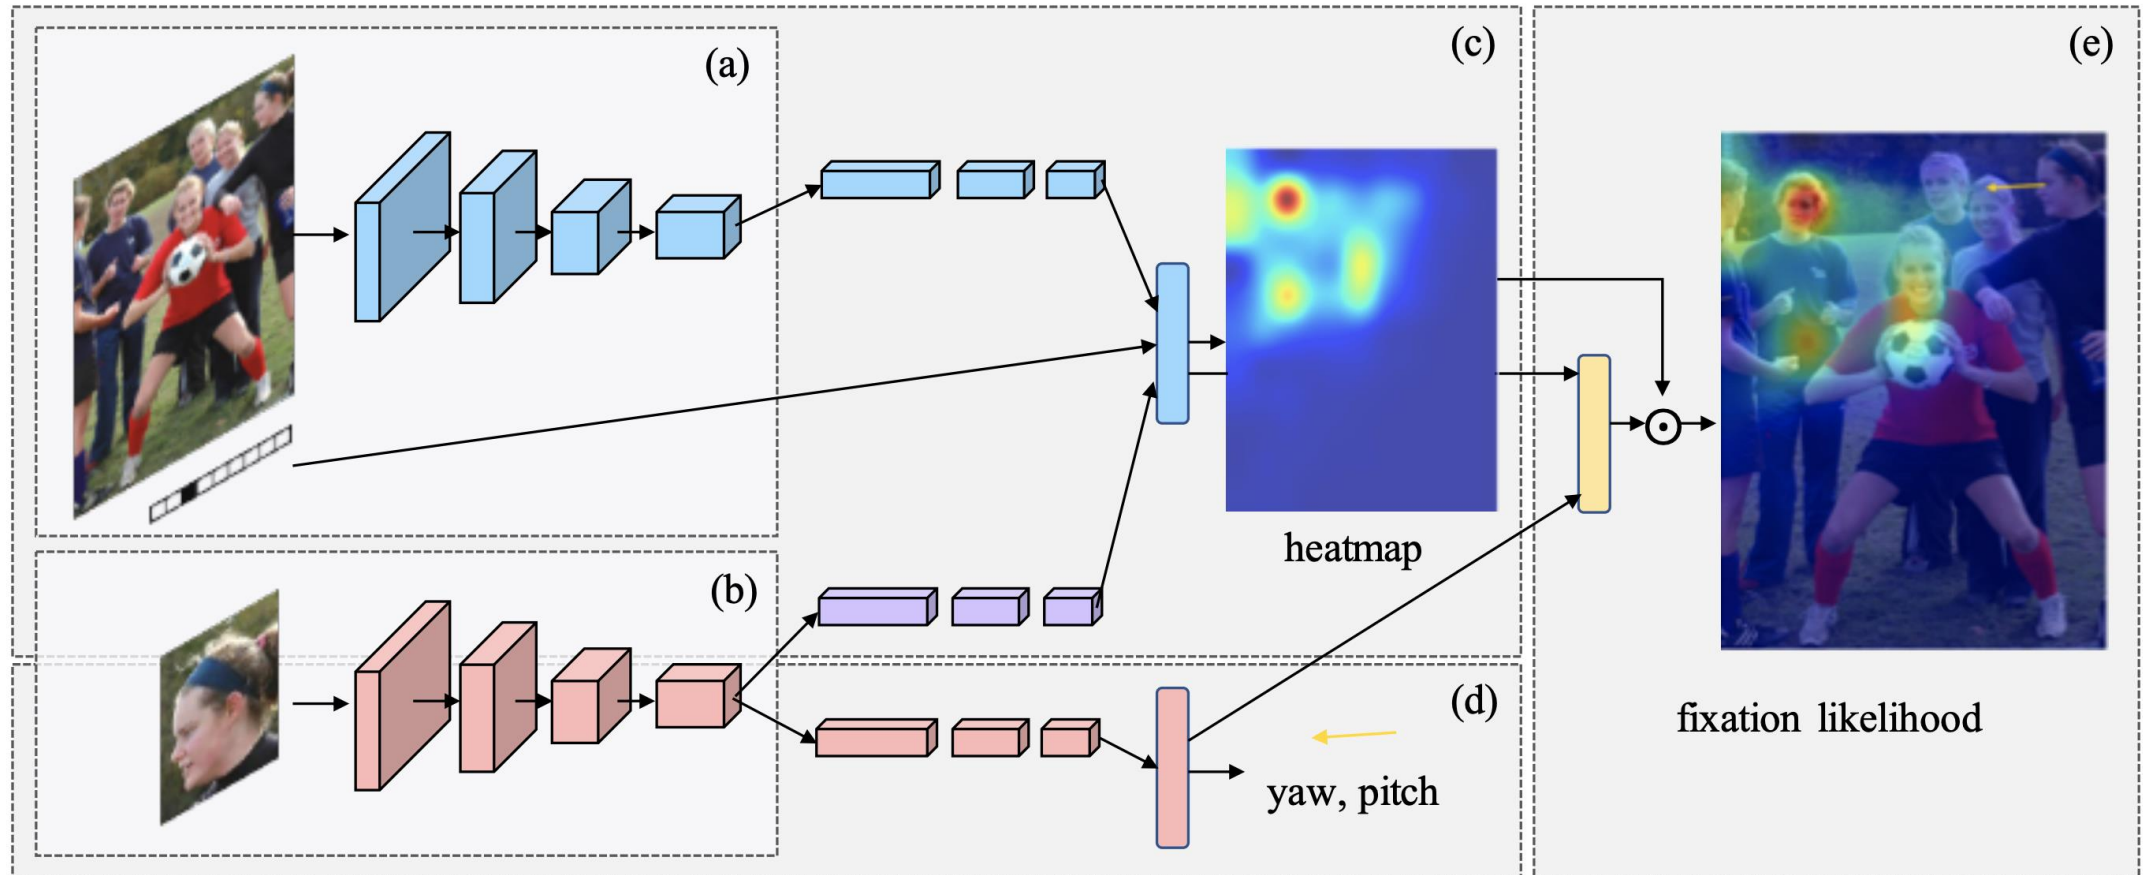 (a)
(c)
(e)
heatmap
(b)
(d)
yaw, pitch
fixation likelihood